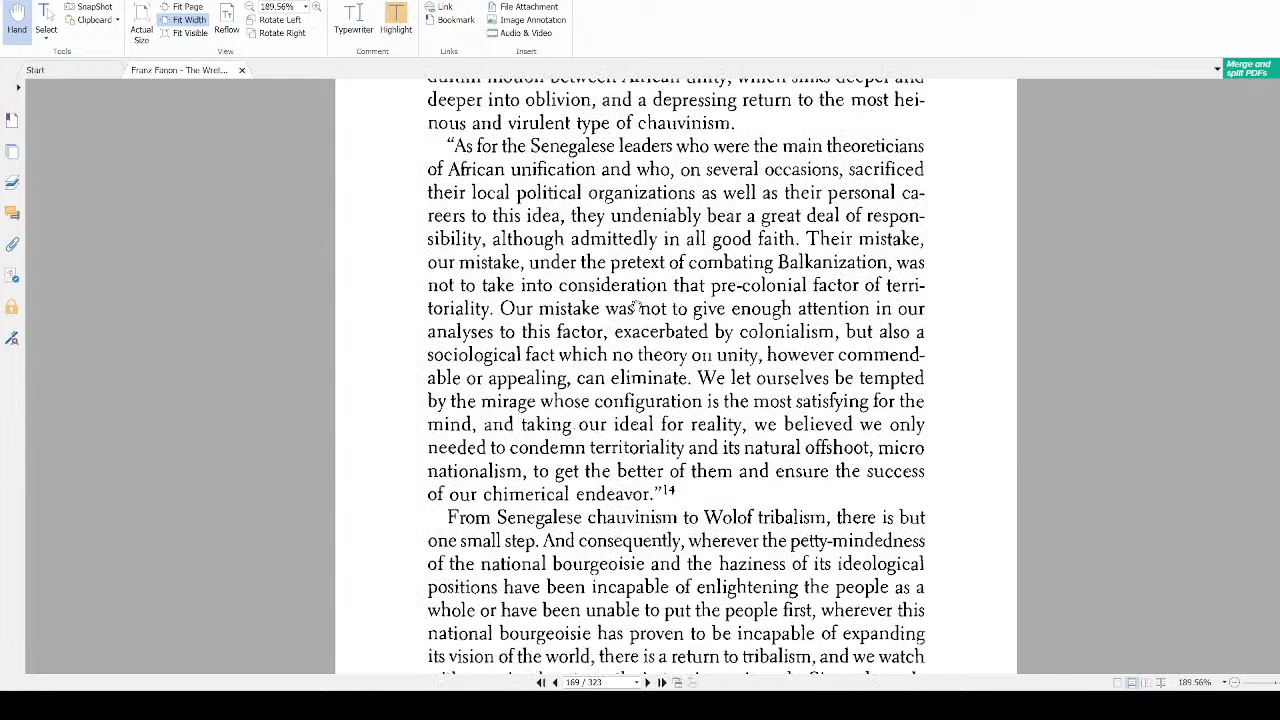 SnapShot
Clipboard
Hand
Select
Tools
Actual
Size
Fit Page
Fit Width
Fit Visible
Reflow
189.56%
Rotate Left
Rotate Right
View
Typewriter
Highlight
Comment
Link
Bookmark
Links
File Attachment
Image Annotation
Audio & Video
Insert
Start
Franz Fanon - The Wret...
Merge and
split PDFs
between African unity, which sinks deeper and
deeper into oblivion, and a depressing return to the most hei-
nous and virulent type of chauvinism.
"As for the Senegalese leaders who were the main theoreticians
of African unification and who, on several occasions, sacrificed
their local political organizations as well as their personal ca-
reers to this idea, they undeniably bear a great deal of respon-
sibility, although admittedly in all good faith. Their mistake,
our mistake, under the pretext of combating Balkanization, was
not to take into consideration that pre-colonial factor of terri-
toriality. Our mistake was not to give enough attention in our
analyses to this factor, exacerbated by colonialism, but also a
sociological fact which no theory on unity, however commend-
able or appealing, can eliminate. We let ourselves be tempted
by the mirage whose configuration is the most satisfying for the
mind, and taking our ideal for reality, we believed we only
needed to condemn territoriality and its natural offshoot, micro
nationalism, to get the better of them and ensure the success
of our chimerical endeavor."14
From Senegalese chauvinism to Wolof tribalism, there is but
one small step. And consequently, wherever the petty-mindedness
of the national bourgeoisie and the haziness of its ideological
positions have been incapable of enlightening the people as a
whole or have been unable to put the people first, wherever this
national bourgeoisie has proven to be incapable of expanding
its vision of the world, there is a return to tribalism, and we watch
169 / 323
189.56%